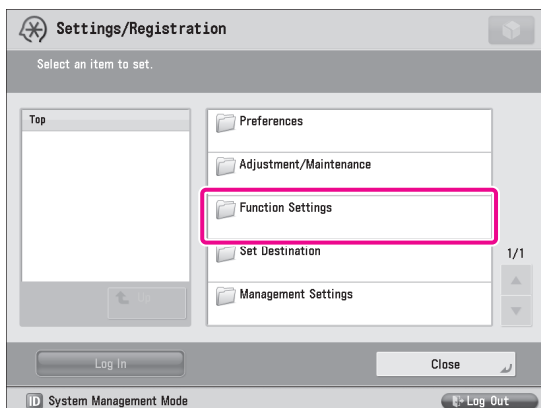 Settings/Registration
Select an item to set.
Top
Preferences
Adjustment/Maintenance
Function Settings
Set Destination
1/1
Up
Management Settings
Log In
Close
ID System Management Mode
Log Out